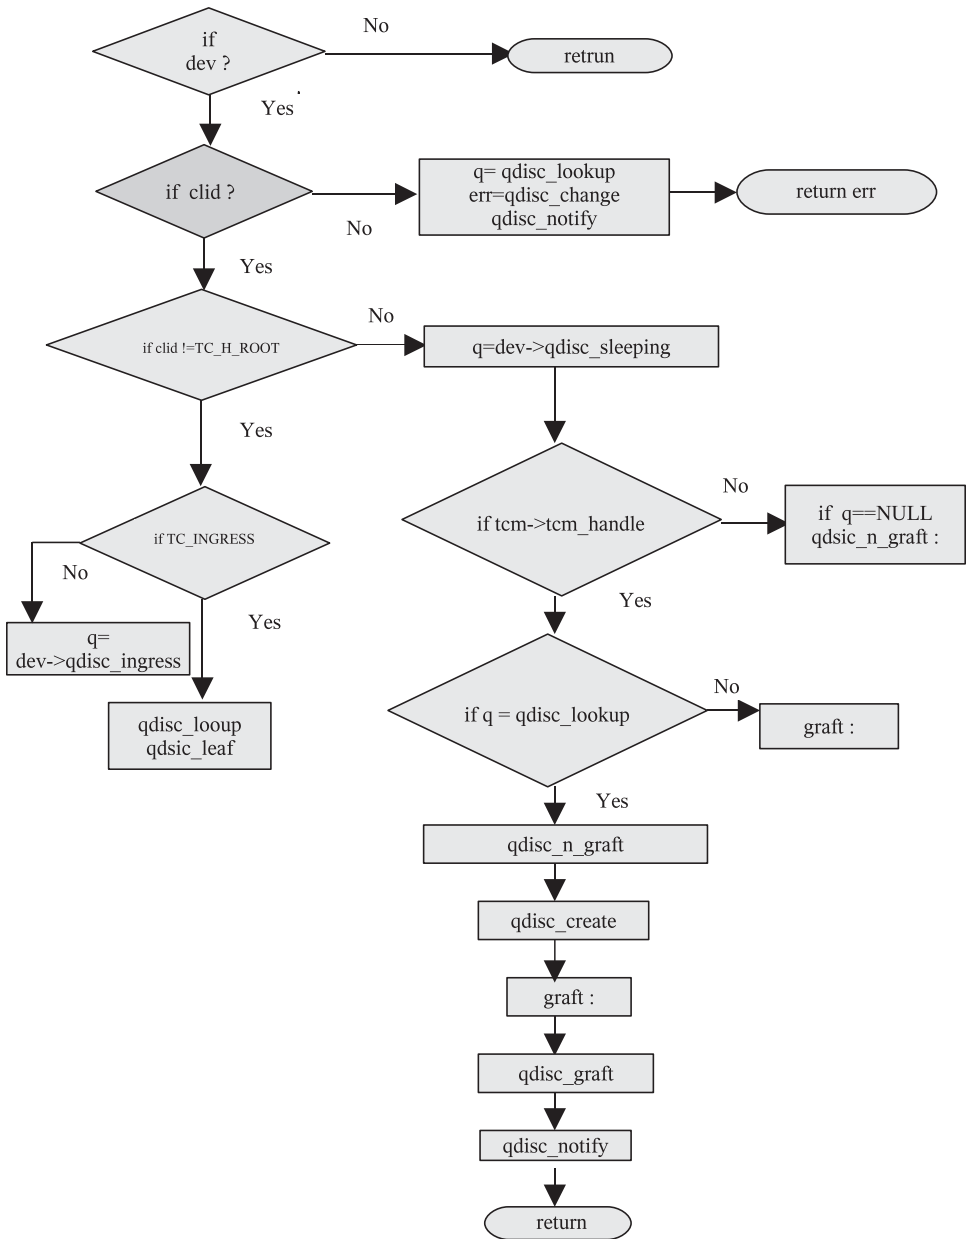 if
dev ?
No
retrun
Yes
if clid ?
No
q= qdisc_lookup
err=qdisc_change
qdisc_notify
return err
Yes
if clid !=TC_H_ROOT
No
q=dev->qdisc_sleeping
Yes
if tcm->tcm_handle
No
if q==NULL
qdsic_n_graft :
if TC_INGRESS
No
q=
dev->qdisc_ingress
Yes
qdisc_looup
qdsic_leaf
Yes
if q = qdisc_lookup
No
graft :
Yes
qdisc_n_graft
qdisc_create
graft :
qdisc_graft
qdisc_notify
return